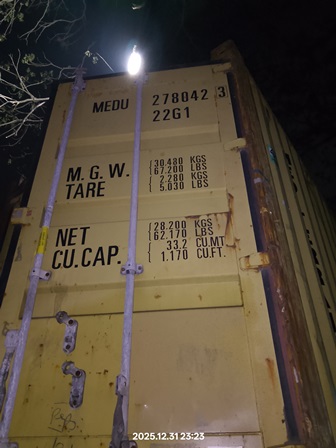 MEDU 278042 3
22G1
M.G.W. 30.480 KGS
67.200 LBS
TARE 2.280 KGS
5.030 LBS
NET 28.200 KGS
62.170 LBS
CU.CAP. 33.2 CU.MT
1.170 CU.FT.
2025.12.31 23:23